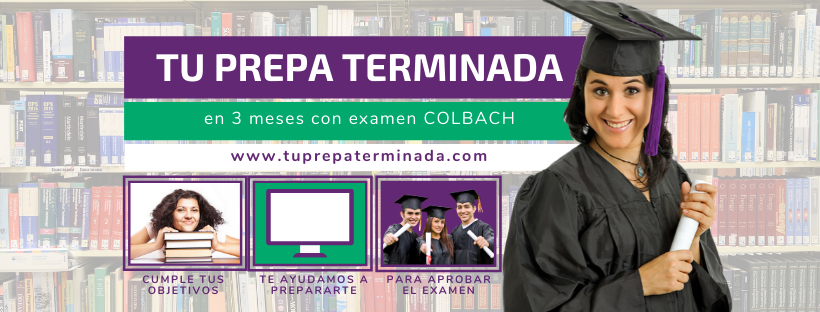 TU PREPA TERMINADA
en 3 meses con examen COLBACH
www.tuprepaterminada.com
CUMPLE TUS
OBJETIVOS
TE AYUDAMOS A
PREPARARTE
PARA APROBAR
EL EXAMEN